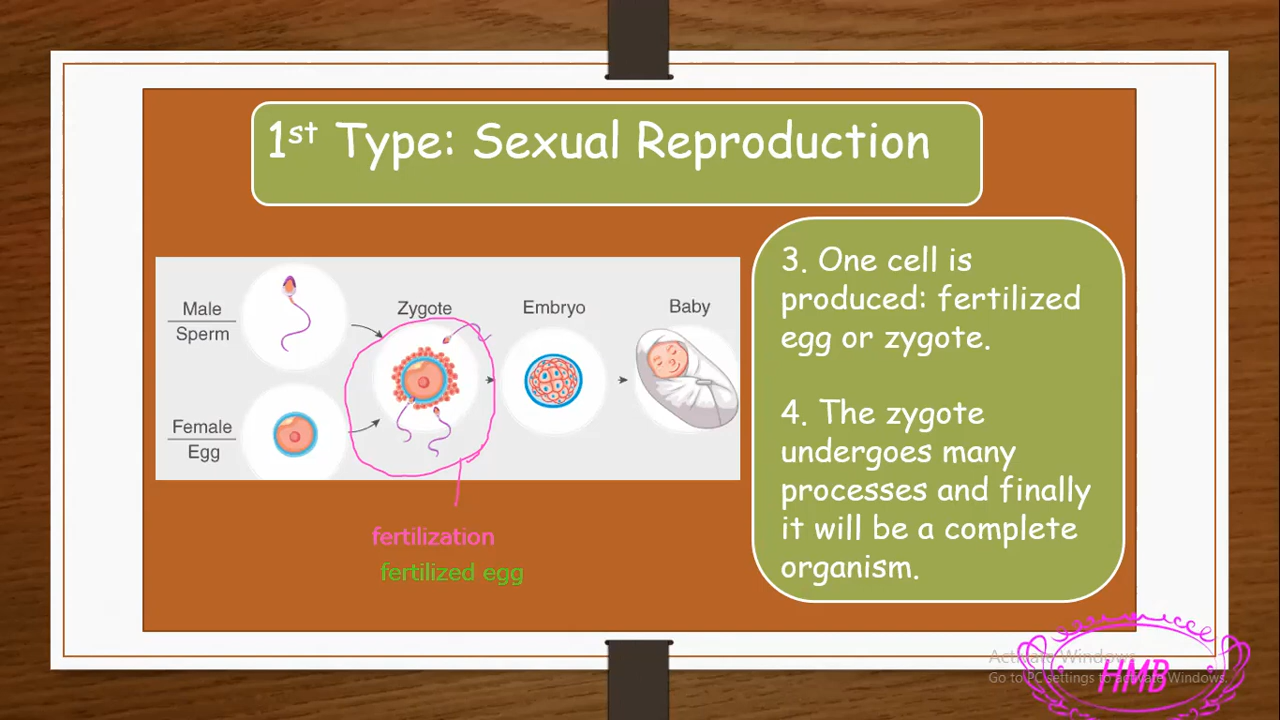 1st Type: Sexual Reproduction
Male
Sperm
Female
Egg
Zygote
Embryo
Baby
fertilization
fertilized egg
3. One cell is
produced: fertilized
egg or zygote.
4. The zygote
undergoes many
processes and finally
it will be a complete
organism.
Activate Windows
Go to PC settings to activate Windows.
HMB